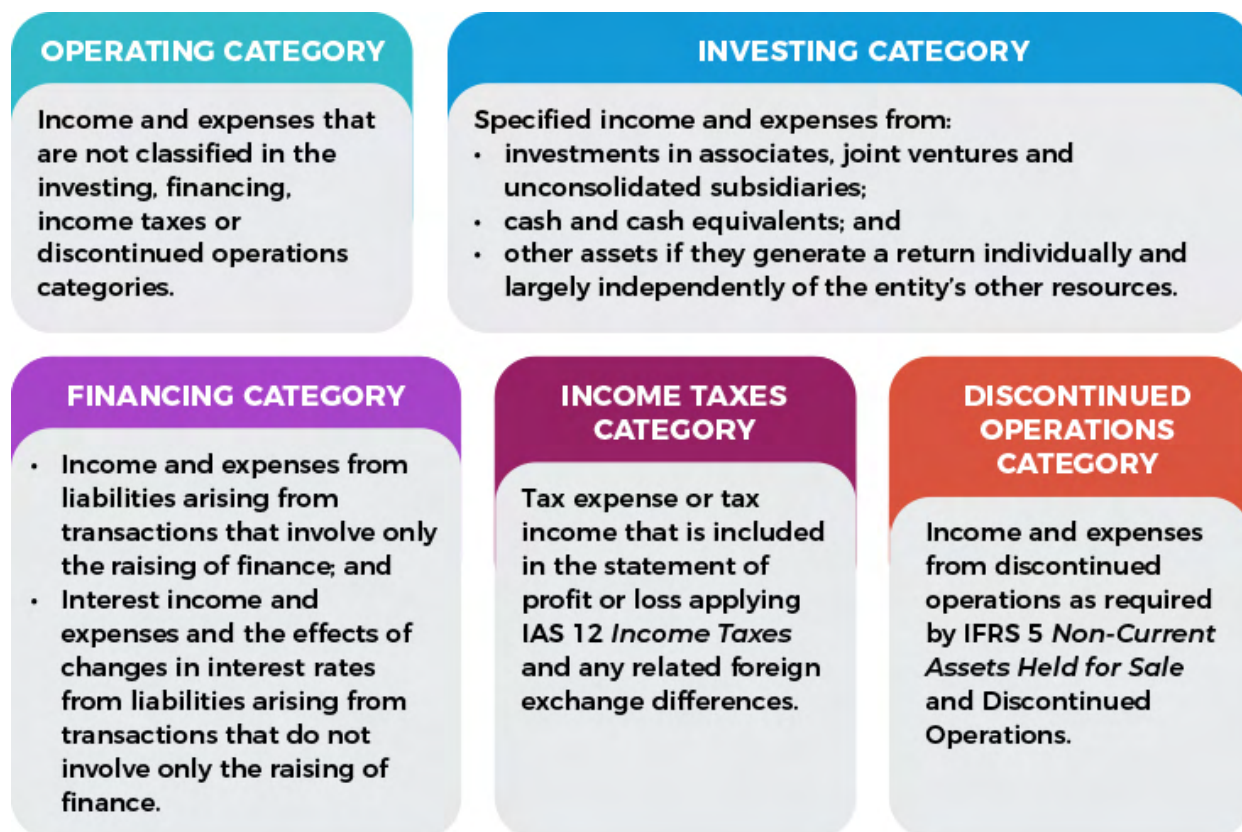 OPERATING CATEGORY
Income and expenses that
are not classified in the
investing, financing,
income taxes or
discontinued operations
categories.
INVESTING CATEGORY
Specified income and expenses from:
• investments in associates, joint ventures and
unconsolidated subsidiaries;
• cash and cash equivalents; and
• other assets if they generate a return individually and
largely independently of the entity's other resources.
FINANCING CATEGORY
• Income and expenses from
liabilities arising from
transactions that involve only
the raising of finance; and
• Interest income and
expenses and the effects of
changes in interest rates
from liabilities arising from
transactions that do not
involve only the raising of
finance.
INCOME TAXES
CATEGORY
Tax expense or tax
income that is included
in the statement of
profit or loss applying
IAS 12 Income Taxes
and any related foreign
exchange differences.
DISCONTINUED
OPERATIONS
CATEGORY
Income and expenses
from discontinued
operations as required
by IFRS 5 Non-Current
Assets Held for Sale
and Discontinued
Operations.